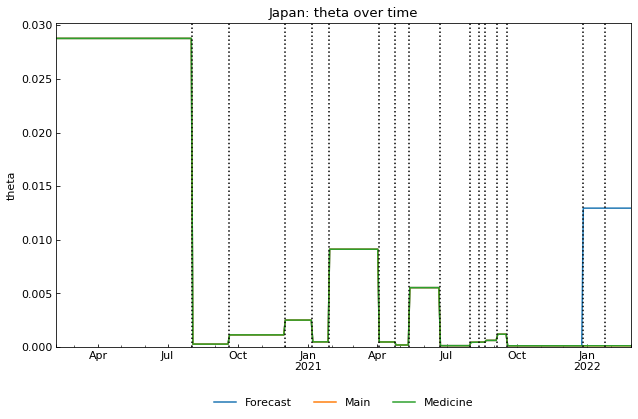 Japan: theta over time
0.030
0.025
0.020
0.015
0.010
0.005
0.000
theta
Apr Jul Oct Jan Apr Jul Oct Jan
2021 2022
Forecast Main Medicine